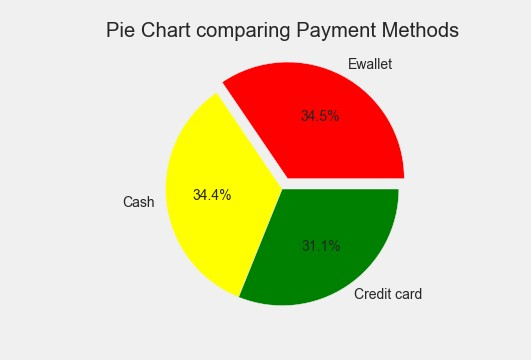 Pie Chart comparing Payment Methods
Ewallet
34.5%
Cash
34.4%
31.1%
Credit card